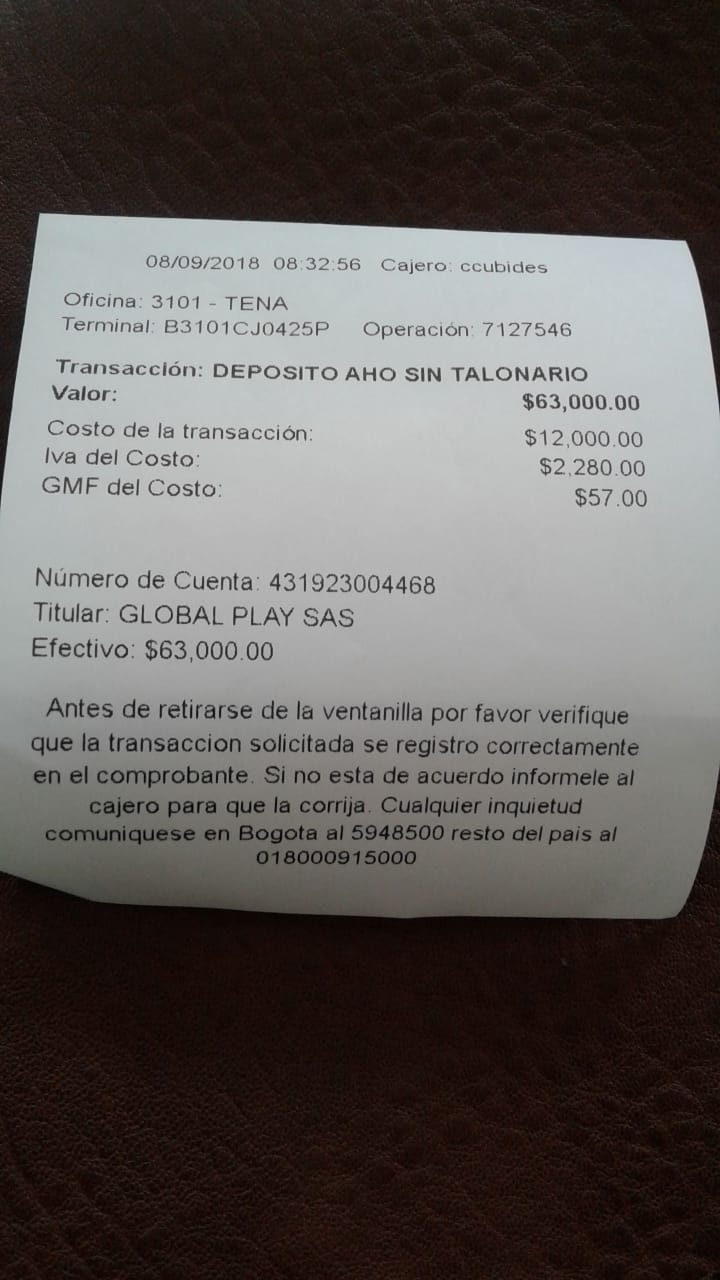 08/09/2018 08:32:56 Cajero: ccubides
Oficina: 3101 - TENA
Terminal: B3101CJ0425P Operación: 7127546
Transacción: DEPOSITO AHO SIN TALONARIO
Valor: $63,000.00
Costo de la transacción: $12,000.00
Iva del Costo: $2,280.00
GMF del Costo: $57.00
Número de Cuenta: 431923004468
Titular: GLOBAL PLAY SAS
Efectivo: $63,000.00
Antes de retirarse de la ventanilla por favor verifique
que la transaccion solicitada se registro correctamente
en el comprobante. Si no esta de acuerdo informele al
cajero para que la corrija. Cualquier inquietud
comuniquese en Bogota al 5948500 resto del pais al
018000915000